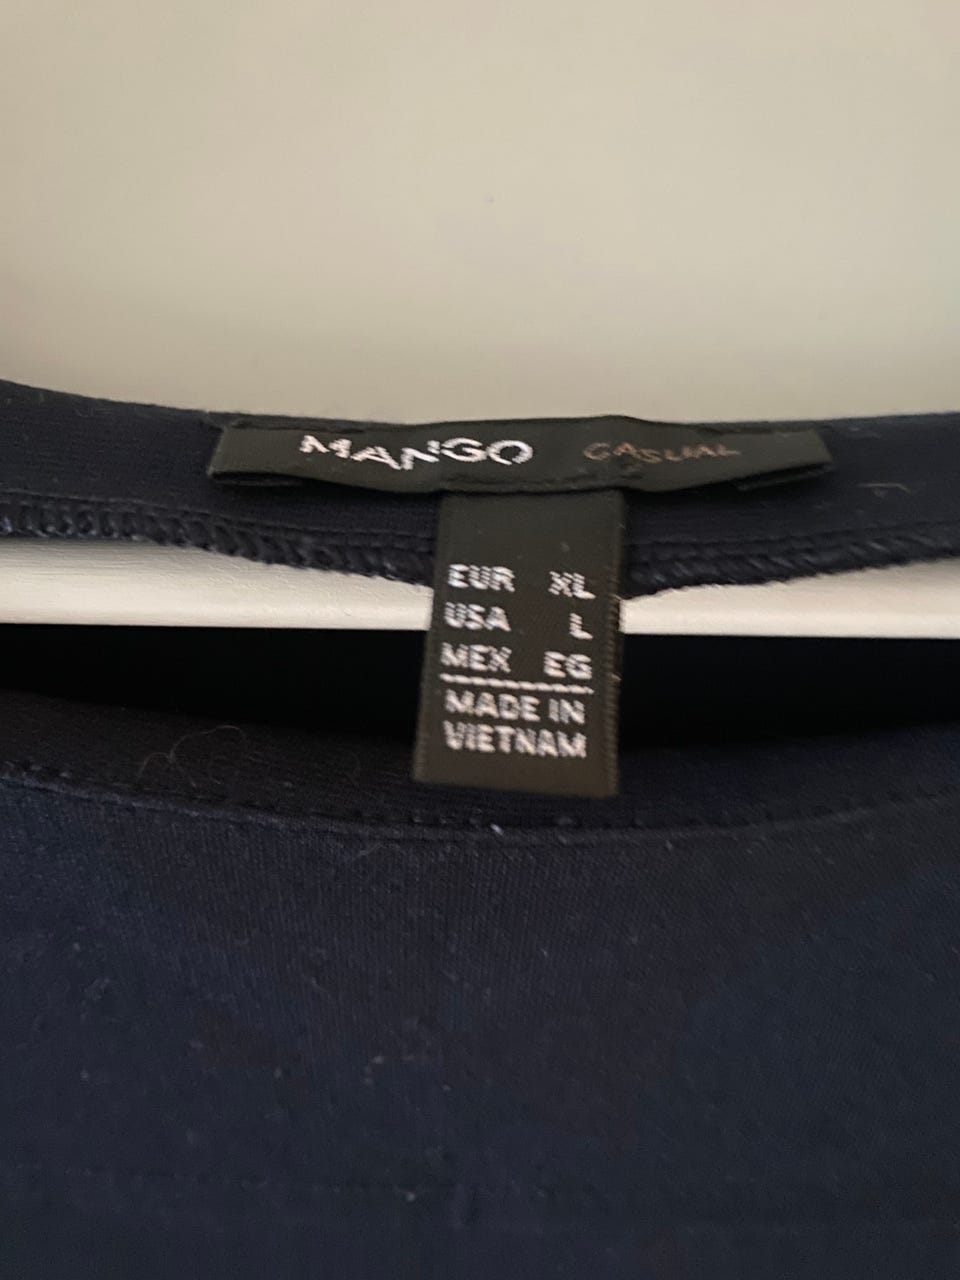 MANGO CASUAL
EUR XL
USA L
MEX EG
MADE IN
VIETNAM